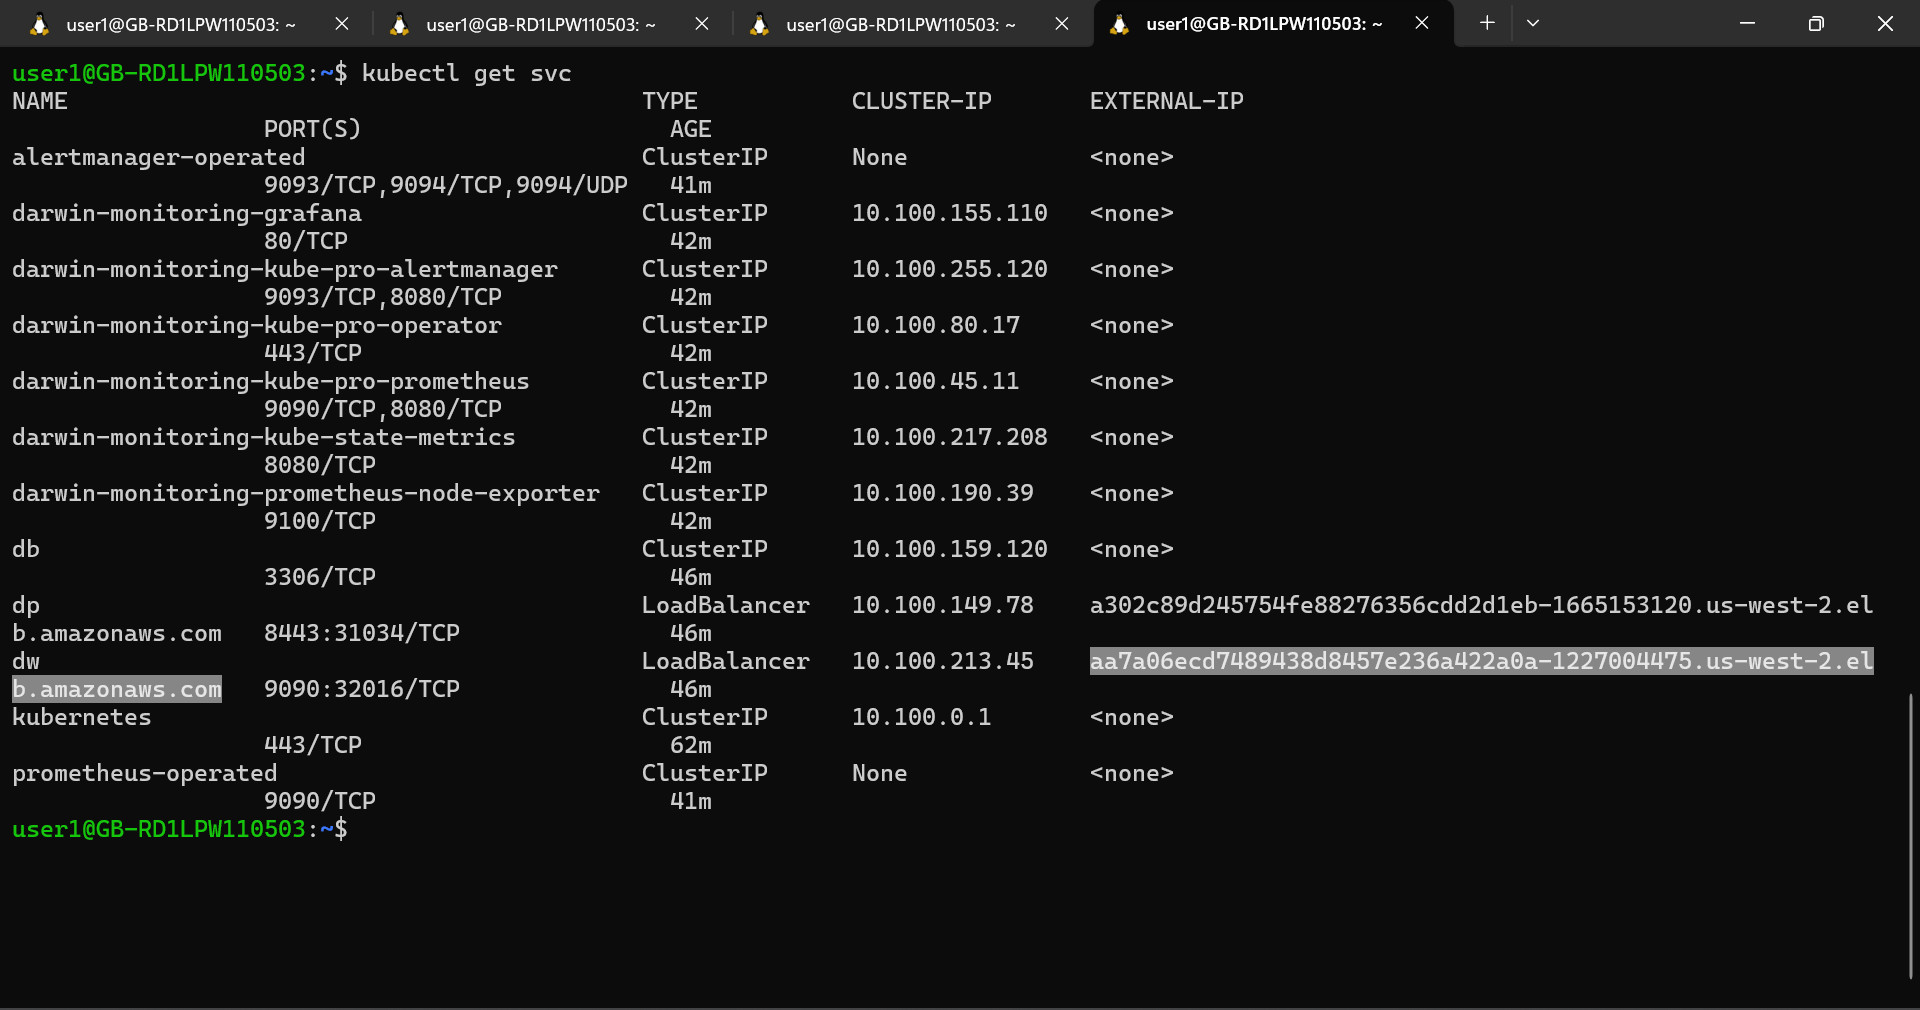 user1@GB-RD1LPW110503: ~ user1@GB-RD1LPW110503: ~ user1@GB-RD1LPW110503: ~ user1@GB-RD1LPW110503: ~
user1@GB-RD1LPW110503:~$ kubectl get svc
NAME TYPE CLUSTER-IP EXTERNAL-IP
PORT(S) AGE
alertmanager-operated ClusterIP None <none>
9093/TCP,9094/TCP,9094/UDP 41m
darwin-monitoring-grafana ClusterIP 10.100.155.110 <none>
80/TCP 42m
darwin-monitoring-kube-pro-alertmanager ClusterIP 10.100.255.120 <none>
9093/TCP,8080/TCP 42m
darwin-monitoring-kube-pro-operator ClusterIP 10.100.80.17 <none>
443/TCP 42m
darwin-monitoring-kube-pro-prometheus ClusterIP 10.100.45.11 <none>
9090/TCP,8080/TCP 42m
darwin-monitoring-kube-state-metrics ClusterIP 10.100.217.208 <none>
8080/TCP 42m
darwin-monitoring-prometheus-node-exporter ClusterIP 10.100.190.39 <none>
9100/TCP 42m
db ClusterIP 10.100.159.120 <none>
3306/TCP 46m
dp LoadBalancer 10.100.149.78 a302c89d245754fe88276356cdd2d1eb-1665153120.us-west-2.el
b.amazonaws.com 8443:31034/TCP 46m
dw LoadBalancer 10.100.213.45 aa7a06ecd7489438d8457e236a422a0a-1227004475.us-west-2.el
b.amazonaws.com 9090:32016/TCP 46m
kubernetes ClusterIP 10.100.0.1 <none>
443/TCP 62m
prometheus-operated ClusterIP None <none>
9090/TCP 41m
user1@GB-RD1LPW110503:~$